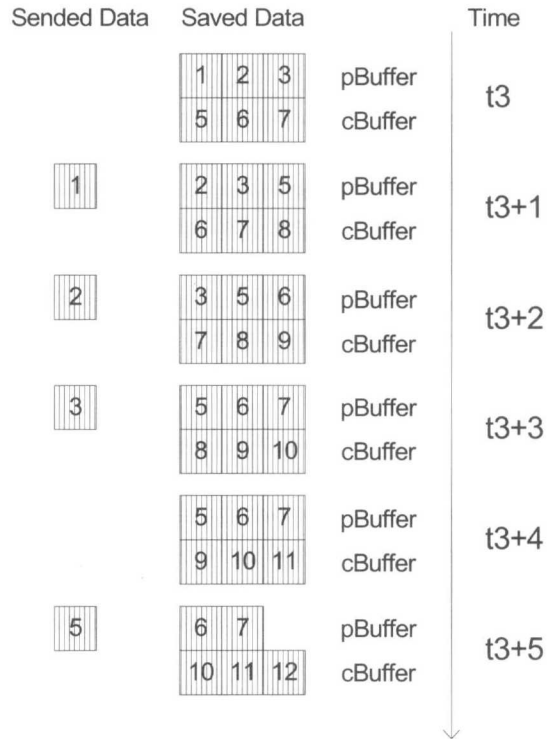 Sended Data Saved Data Time
1 2 3 pBuffer
t3
5 6 7 cBuffer
1 2 3 5 pBuffer
t3+1
6 7 8 cBuffer
2 3 5 6 pBuffer
t3+2
7 8 9 cBuffer
3 5 6 7 pBuffer
t3+3
8 9 10 cBuffer
5 6 7 pBuffer
t3+4
9 10 11 cBuffer
5 6 7 pBuffer
t3+5
10 11 12 cBuffer